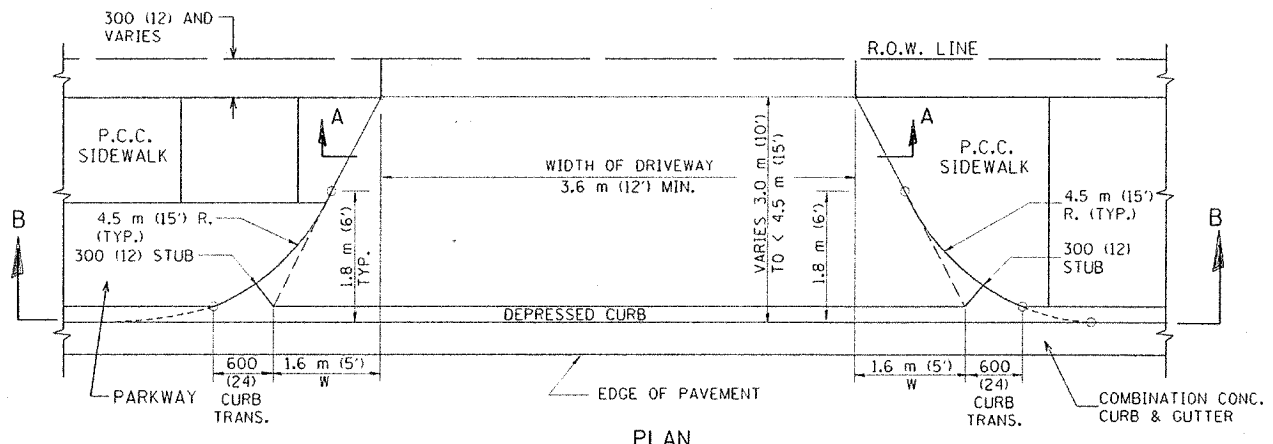 300 (12) AND
VARIES
R.O.W. LINE
A
A
P.C.C.
SIDEWALK
P.C.C.
SIDEWALK
WIDTH OF DRIVEWAY
3.6 m (12') MIN.
VARIES 3.0 m (10')
TO < 4.5 m (15')
B
B
4.5 m (15') R.
(TYP.)
300 (12) STUB
1.8 m (6')
TYP.
1.8 m (6')
4.5 m (15')
R. (TYP.)
300 (12)
STUB
DEPRESSED CURB
600
(24)
CURB
TRANS.
1.6 m (5')
W
1.6 m (5')
W
600
(24)
CURB
TRANS.
PARKWAY
EDGE OF PAVEMENT
COMBINATION CONC.
CURB & GUTTER
PLAN